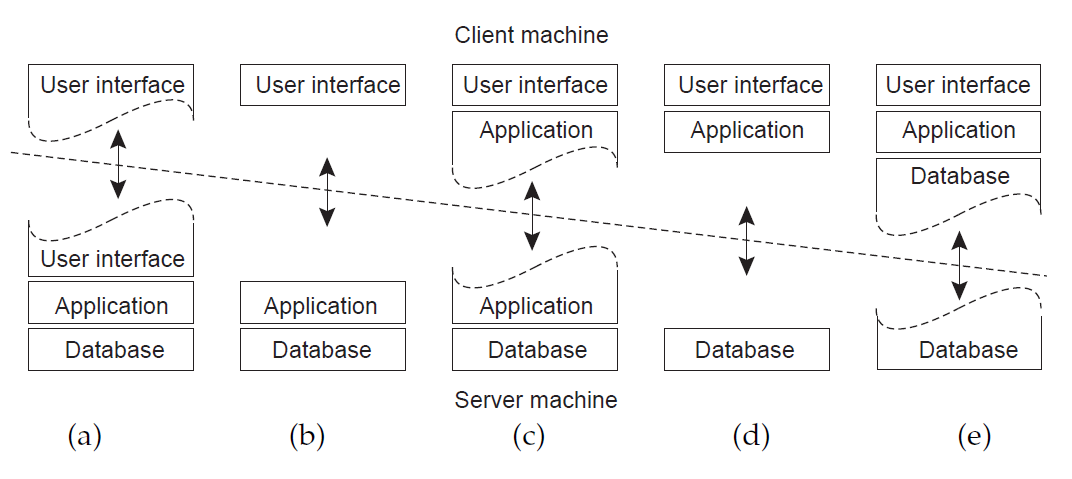 Client machine
User interface
User interface
User interface
User interface
User interface
Application
Application
Application
Database
User interface
Application
Application
Application
Database
Database
Database
Database
Database
Server machine
(a)
(b)
(c)
(d)
(e)